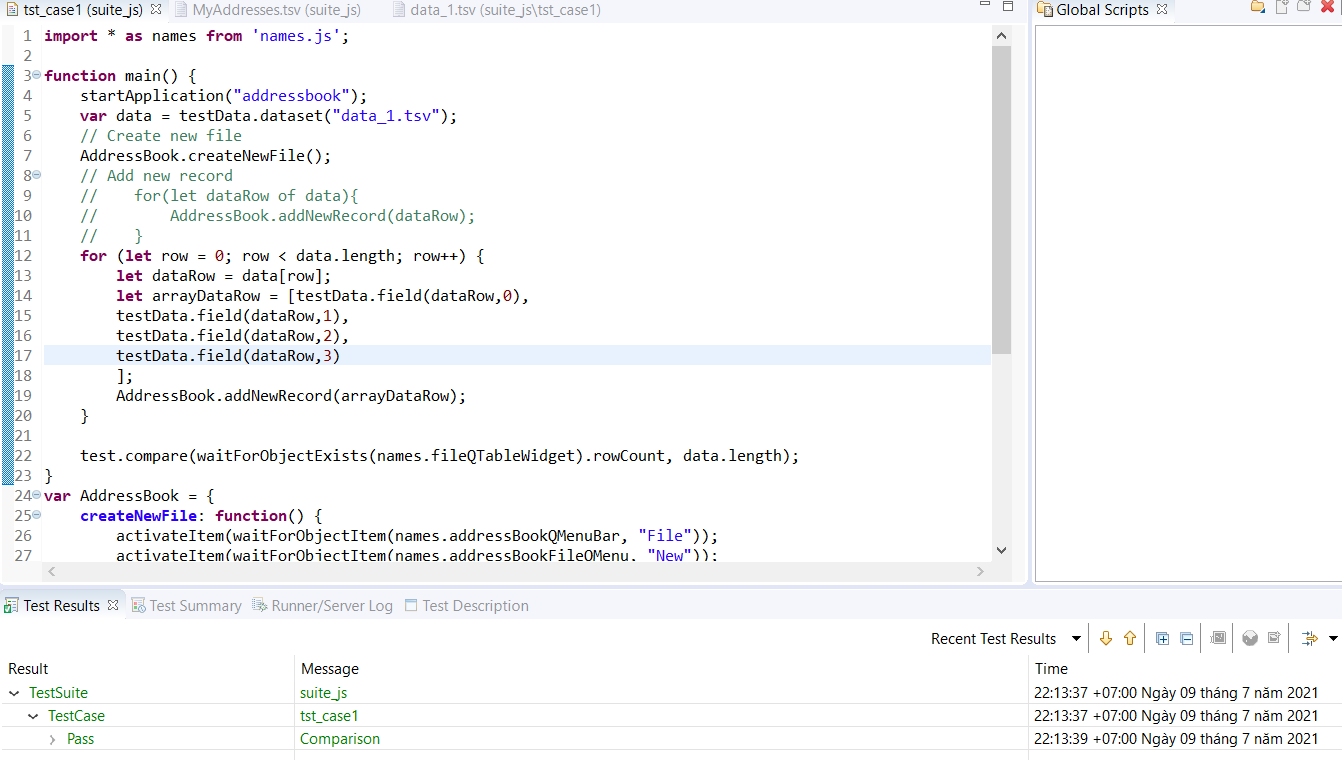 tst_case1 (suite_js) MyAddresses.tsv (suite_js) data_1.tsv (suite_js\tst_case1) Global Scripts
1 import * as names from 'names.js';
2
3 function main() {
4     startApplication("addressbook");
5     var data = testData.dataset("data_1.tsv");
6     // Create new file
7     AddressBook.createNewFile();
8     // Add new record
9     //    for(let dataRow of data){
10     //        AddressBook.addNewRecord(dataRow);
11     //    }
12     for (let row = 0; row < data.length; row++) {
13         let dataRow = data[row];
14         let arrayDataRow = [testData.field(dataRow,0),
15         testData.field(dataRow,1),
16         testData.field(dataRow,2),
17         testData.field(dataRow,3)
18         ];
19         AddressBook.addNewRecord(arrayDataRow);
20     }
21
22     test.compare(waitForObjectExists(names.fileQTableWidget).rowCount, data.length);
23 }
24 var AddressBook = {
25     createNewFile: function() {
26         activateItem(waitForObjectItem(names.addressBookQMenuBar, "File"));
27         activateItem(waitForObjectItem(names.addressBookFileQMenu, "New"));
Test Results Test Summary Runner/Server Log Test Description
Recent Test Results
Result Message Time
TestSuite suite_js 22:13:37 +07:00 Ngày 09 tháng 7 năm 2021
TestCase tst_case1 22:13:37 +07:00 Ngày 09 tháng 7 năm 2021
Pass Comparison 22:13:39 +07:00 Ngày 09 tháng 7 năm 2021